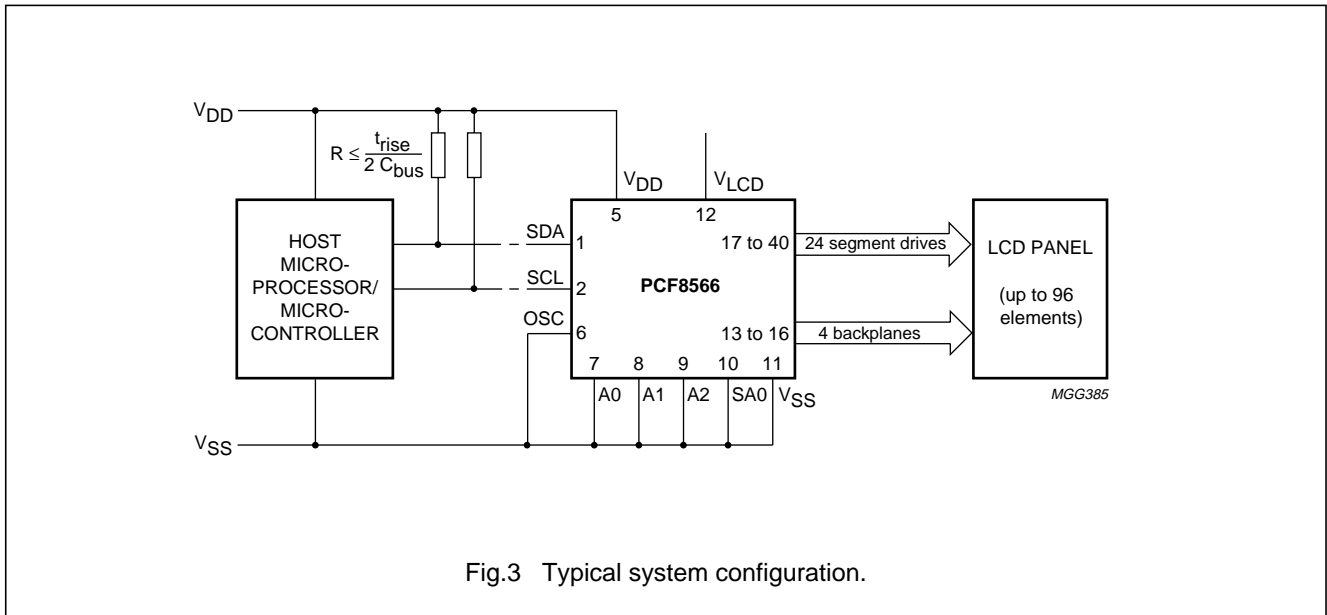 VDD
R ≤ trise
2 Cbus
VDD
VLCD
5
12
HOST
MICRO-
PROCESSOR/
MICRO-
CONTROLLER
SDA
1
SCL
2
OSC
6
PCF8566
17 to 40
24 segment drives
13 to 16
4 backplanes
LCD PANEL
(up to 96
elements)
7
8
9
10
11
A0
A1
A2
SA0
VSS
MGG385
VSS
Fig.3 Typical system configuration.